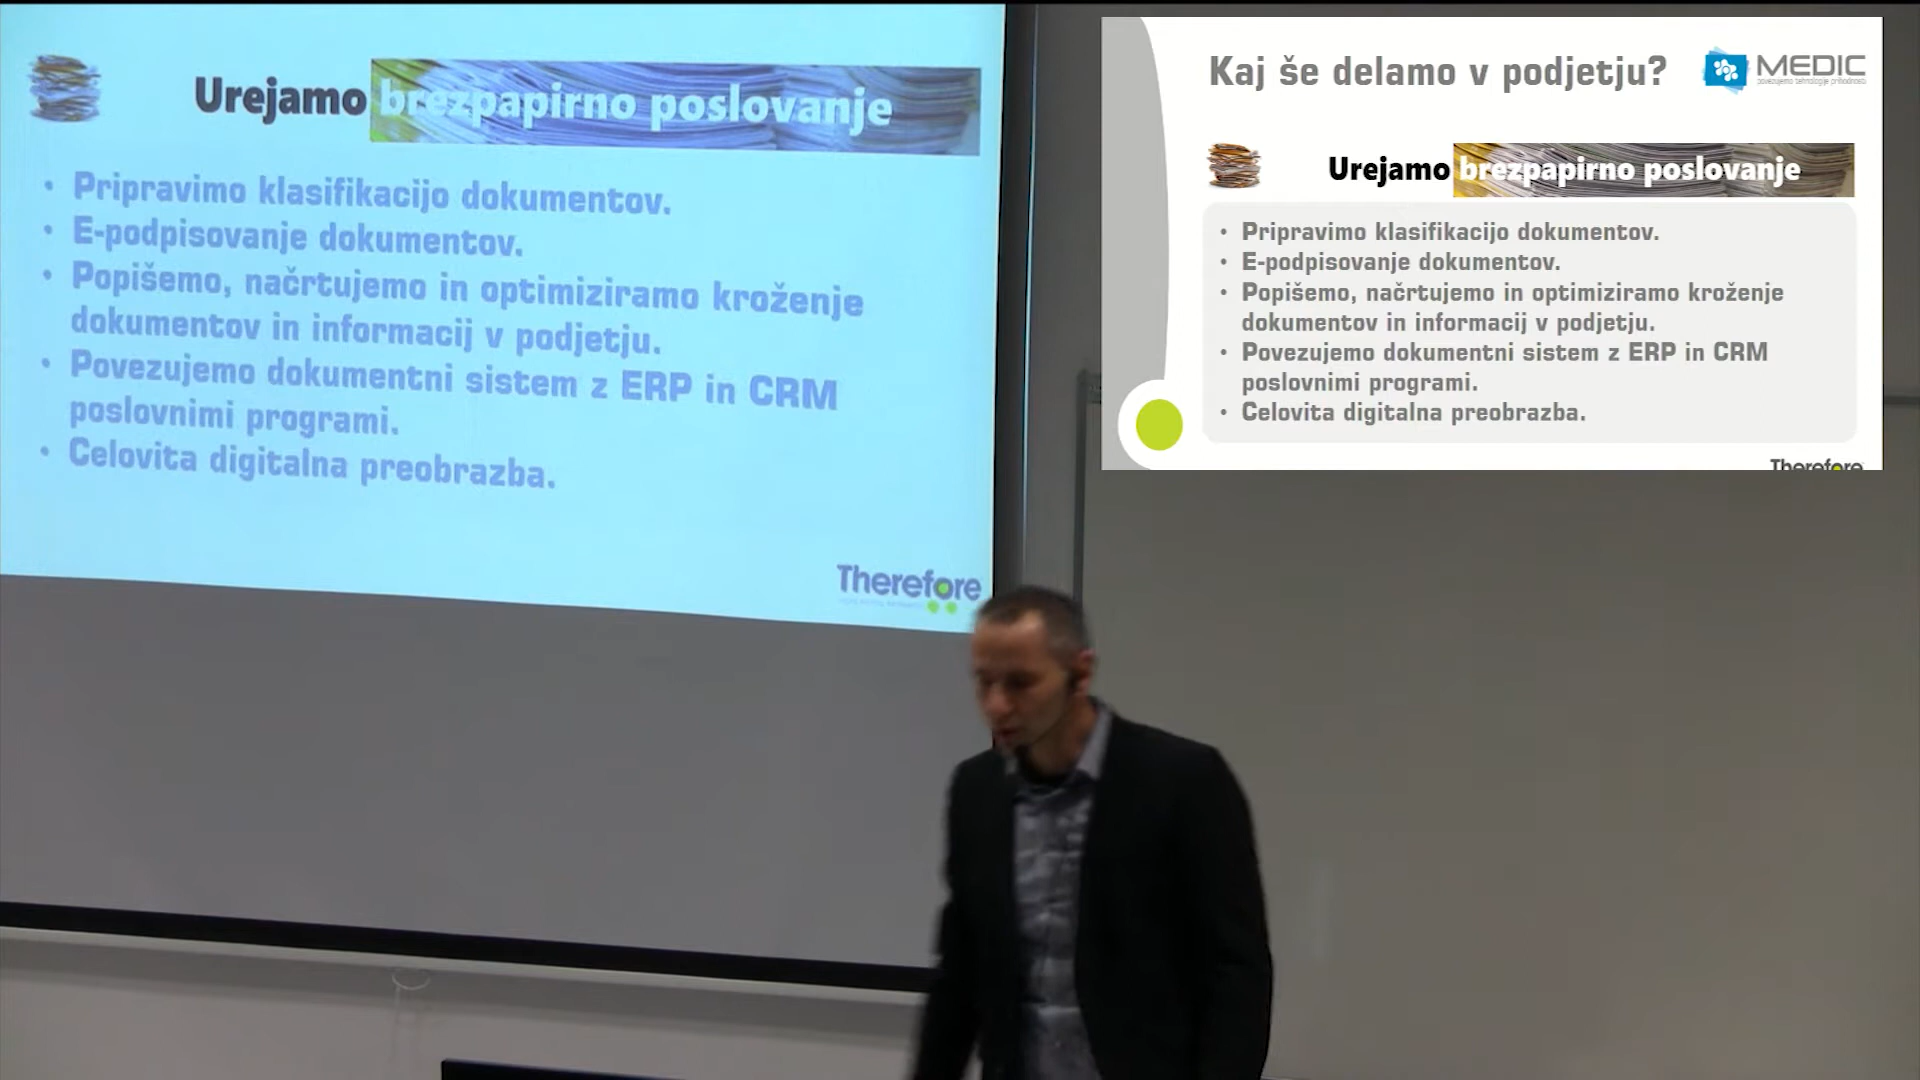 Urejamo brezpapirno poslovanje
• Pripravimo klasifikacijo dokumentov.
• E-podpisovanje dokumentov.
• Popišemo, načrtujemo in optimiziramo kroženje
dokumentov in informacij v podjetju.
• Povezujemo dokumentni sistem z ERP in CRM
poslovnimi programi.
• Celovita digitalna preobrazba.
Therefore
Kaj še delamo v podjetju?
MEDIC
povezujemo tehnologije prihodnosti
Urejamo brezpapirno poslovanje
• Pripravimo klasifikacijo dokumentov.
• E-podpisovanje dokumentov.
• Popišemo, načrtujemo in optimiziramo kroženje
dokumentov in informacij v podjetju.
• Povezujemo dokumentni sistem z ERP in CRM
poslovnimi programi.
• Celovita digitalna preobrazba.
Therefore